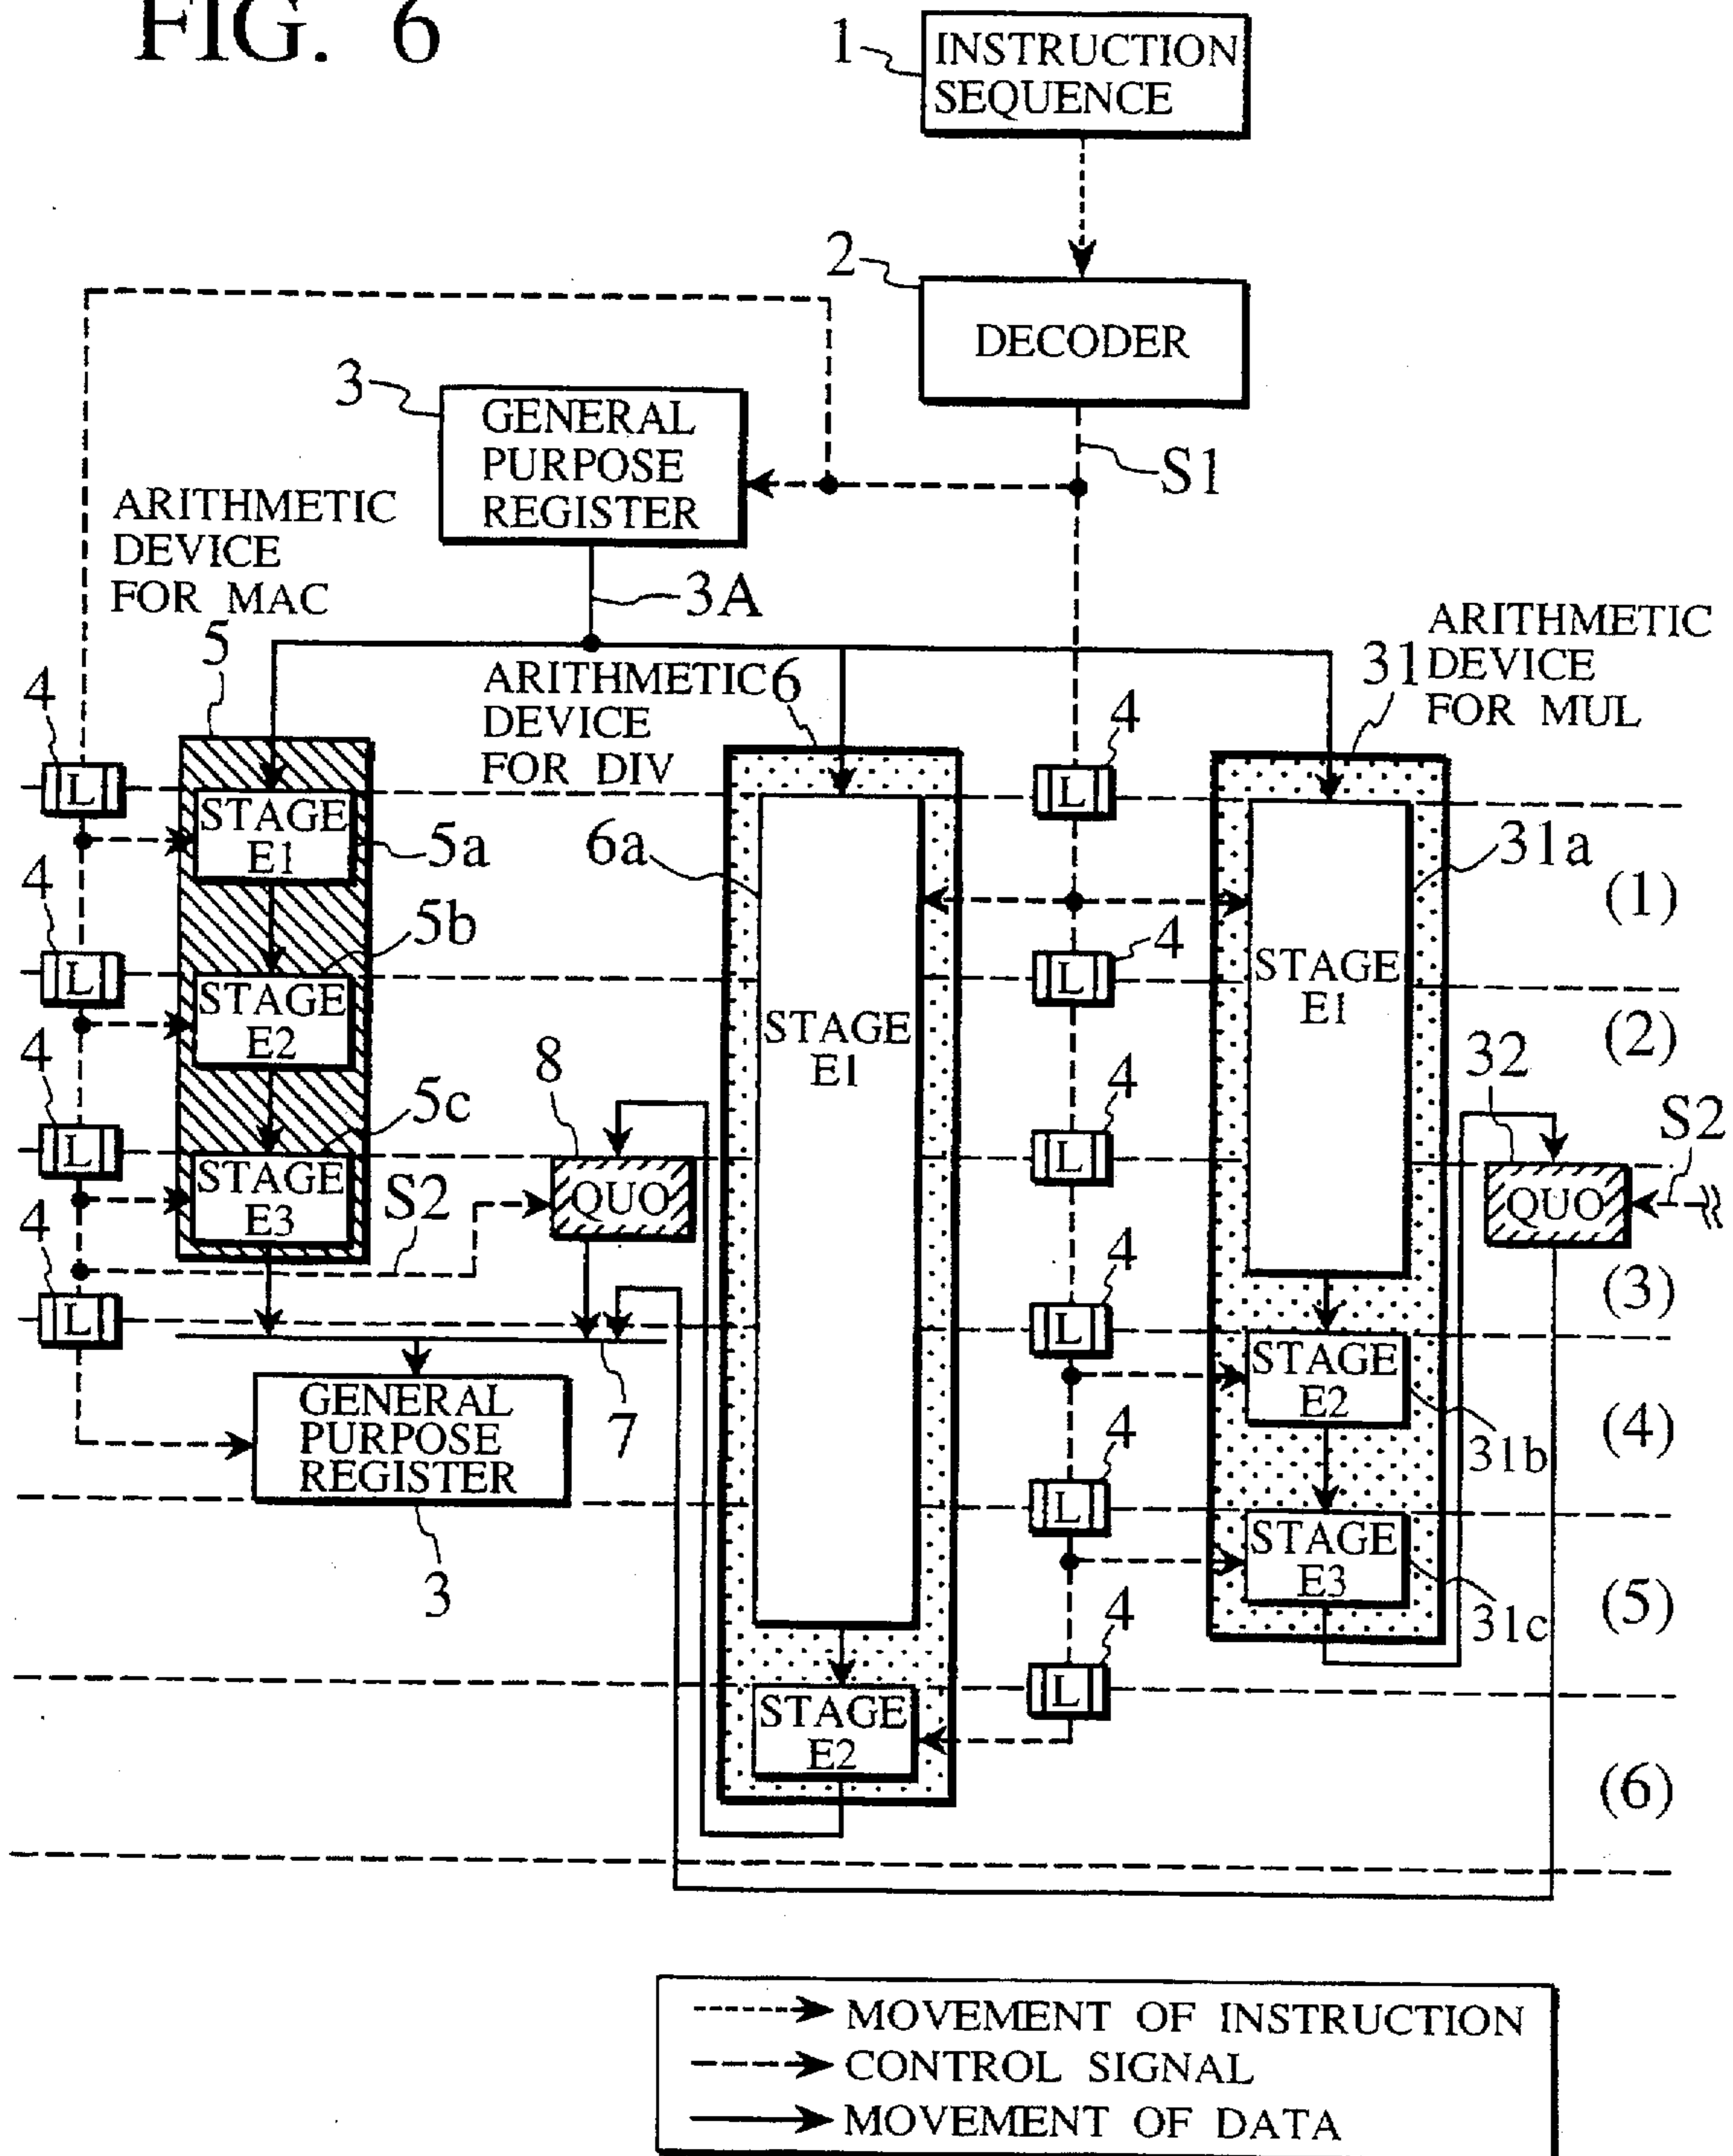 FIG. 6
1
INSTRUCTION
SEQUENCE
2
DECODER
3
GENERAL
PURPOSE
REGISTER
S1
3A
ARITHMETIC
DEVICE
FOR MAC
5
ARITHMETIC
DEVICE
FOR DIV
6
31
ARITHMETIC
DEVICE
FOR MUL
4
L
4
L
STAGE
E1
5a
6a
31a
(1)
4
L
5b
4
L
STAGE
E2
STAGE
E1
STAGE
E1
(2)
4
L
5c
8
4
L
32
S2
STAGE
E3
S2
QUO
QUO
4
L
4
L
(3)
GENERAL
PURPOSE
REGISTER
7
3
STAGE
E2
31b
(4)
4
L
STAGE
E3
31c
(5)
4
L
STAGE
E2
(6)
MOVEMENT OF INSTRUCTION
CONTROL SIGNAL
MOVEMENT OF DATA